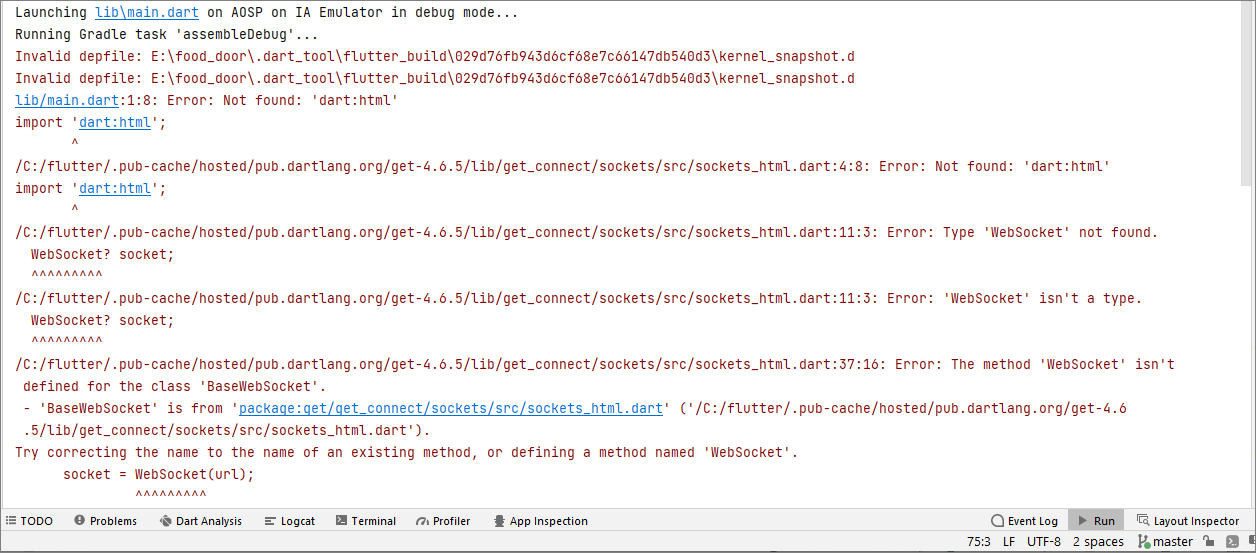 Launching lib\main.dart on AOSP on IA Emulator in debug mode...
Running Gradle task 'assembleDebug'...
Invalid depfile: E:\food_door\.dart_tool\flutter_build\029d76fb943d6cf68e7c66147db540d3\kernel_snapshot.d
Invalid depfile: E:\food_door\.dart_tool\flutter_build\029d76fb943d6cf68e7c66147db540d3\kernel_snapshot.d
lib/main.dart:1:8: Error: Not found: 'dart:html'
import 'dart:html';
       ^
/C:/flutter/.pub-cache/hosted/pub.dartlang.org/get-4.6.5/lib/get_connect/sockets/src/sockets_html.dart:4:8: Error: Not found: 'dart:html'
import 'dart:html';
       ^
/C:/flutter/.pub-cache/hosted/pub.dartlang.org/get-4.6.5/lib/get_connect/sockets/src/sockets_html.dart:11:3: Error: Type 'WebSocket' not found.
  WebSocket? socket;
  ^^^^^^^^^
/C:/flutter/.pub-cache/hosted/pub.dartlang.org/get-4.6.5/lib/get_connect/sockets/src/sockets_html.dart:11:3: Error: 'WebSocket' isn't a type.
  WebSocket? socket;
  ^^^^^^^^^
/C:/flutter/.pub-cache/hosted/pub.dartlang.org/get-4.6.5/lib/get_connect/sockets/src/sockets_html.dart:37:16: Error: The method 'WebSocket' isn't
 defined for the class 'BaseWebSocket'.
 - 'BaseWebSocket' is from 'package:get/get_connect/sockets/src/sockets_html.dart' ('/C:/flutter/.pub-cache/hosted/pub.dartlang.org/get-4.6
 .5/lib/get_connect/sockets/src/sockets_html.dart').
Try correcting the name to the name of an existing method, or defining a method named 'WebSocket'.
      socket = WebSocket(url);
               ^^^^^^^^^
TODO Problems Dart Analysis Logcat Terminal Profiler App Inspection Event Log Run Layout Inspector
75:3 LF UTF-8 2 spaces master